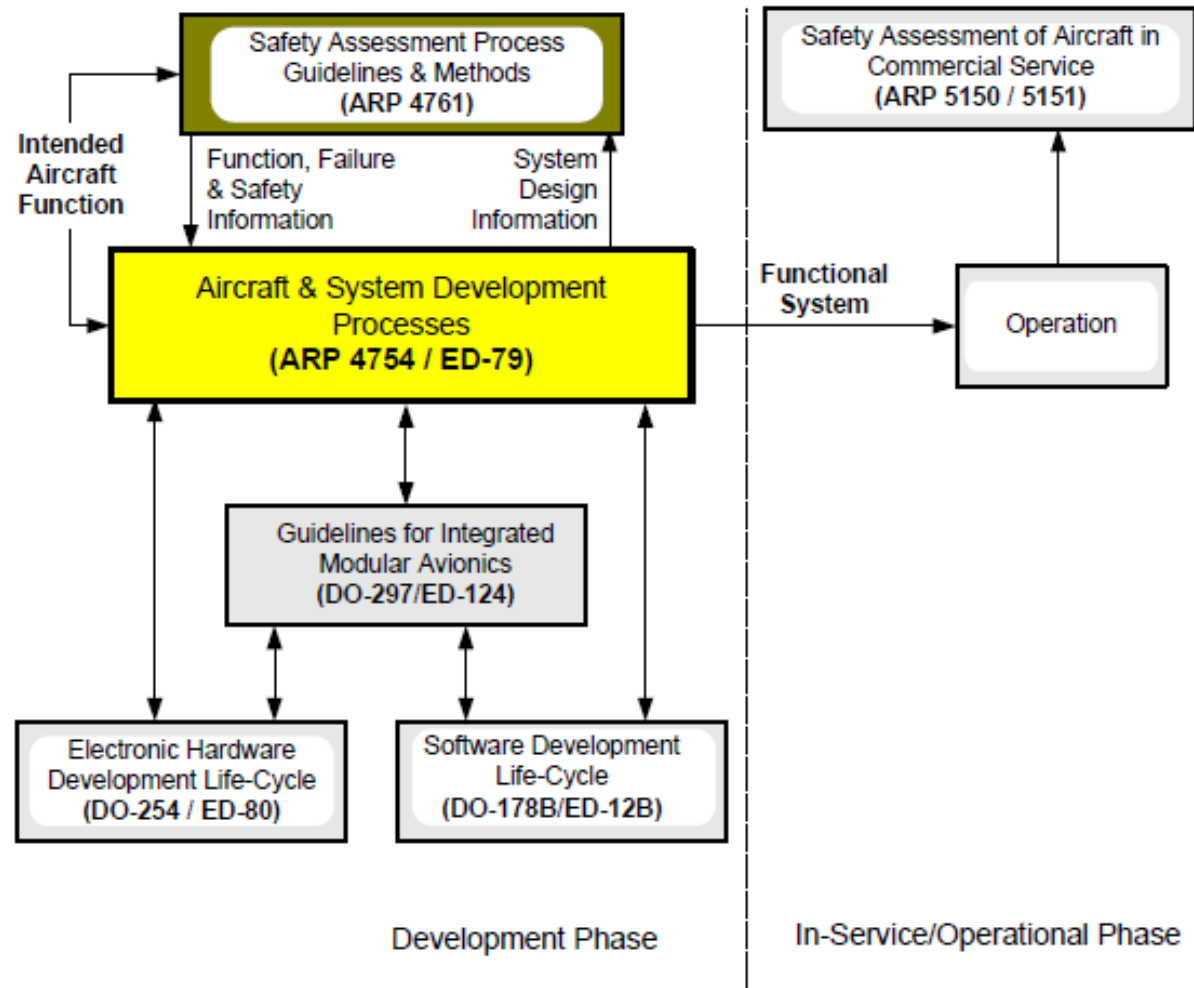 Safety Assessment Process
Guidelines & Methods
(ARP 4761)
Safety Assessment of Aircraft in
Commercial Service
(ARP 5150 / 5151)
Intended
Aircraft
Function
Function, Failure
& Safety
Information
System
Design
Information
Aircraft & System Development
Processes
(ARP 4754 / ED-79)
Functional
System
Operation
Guidelines for Integrated
Modular Avionics
(DO-297/ED-124)
Electronic Hardware
Development Life-Cycle
(DO-254 / ED-80)
Software Development
Life-Cycle
(DO-178B/ED-12B)
Development Phase
In-Service/Operational Phase